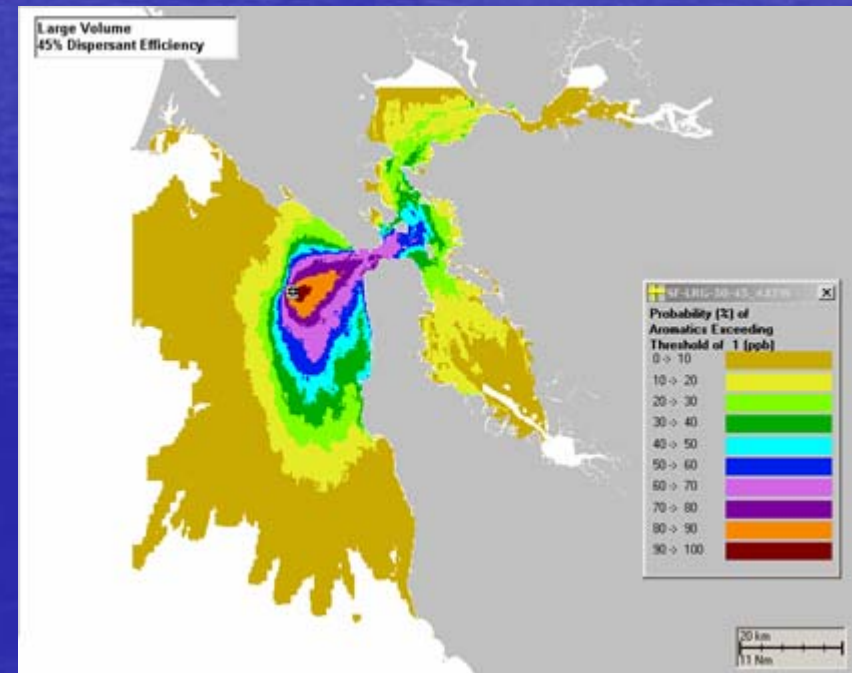 Large Volume
45% Dispersant Efficiency
Probability (%) of
Aromatics Exceeding
Threshold of 1 (ppb)
0 -> 10
10 -> 20
20 -> 30
30 -> 40
40 -> 50
50 -> 60
60 -> 70
70 -> 80
80 -> 90
90 -> 100
20 km
11 Nm